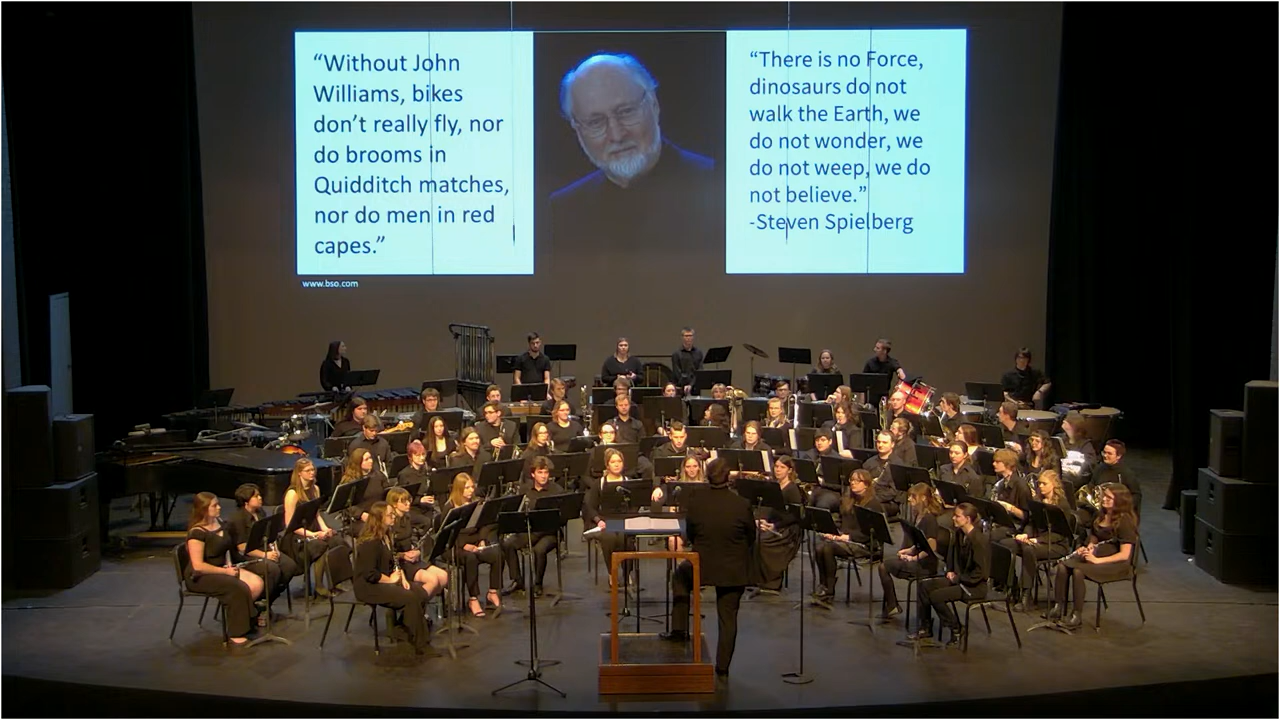 “Without John
Williams, bikes
don’t really fly, nor
do brooms in
Quidditch matches,
nor do men in red
capes.”
www.bso.com
“There is no Force,
dinosaurs do not
walk the Earth, we
do not wonder, we
do not weep, we do
not believe.”
-Steven Spielberg